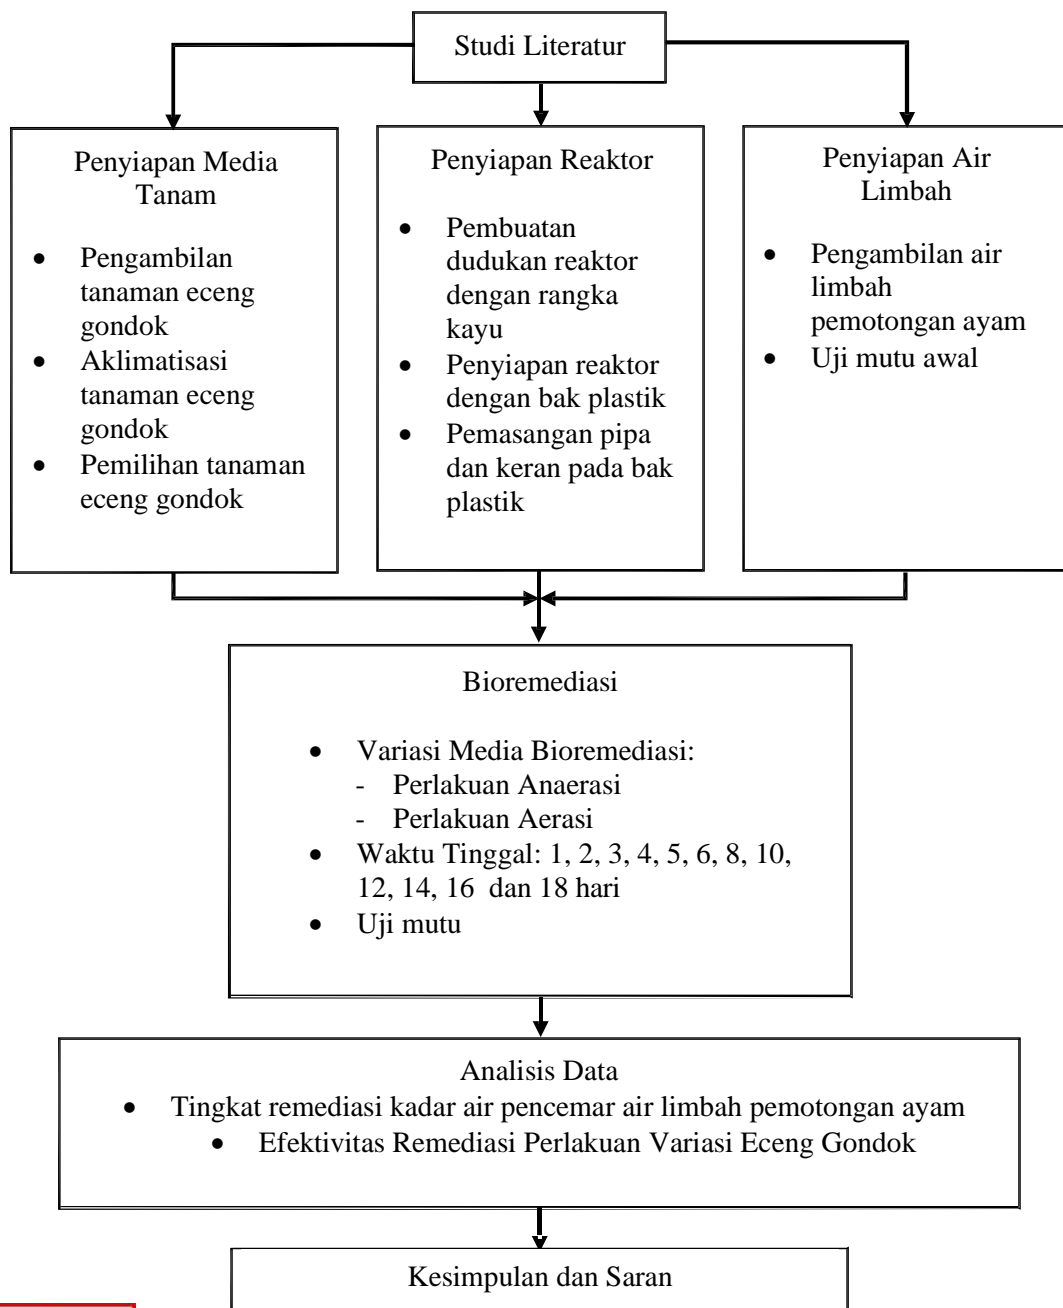 Studi Literatur
Penyiapan Media
Tanam
• Pengambilan
tanaman eceng
gondok
• Aklimatisasi
tanaman eceng
gondok
• Pemilihan tanaman
eceng gondok
Penyiapan Reaktor
• Pembuatan
dudukan reaktor
dengan rangka
kayu
• Penyiapan reaktor
dengan bak plastik
• Pemasangan pipa
dan keran pada bak
plastik
Penyiapan Air
Limbah
• Pengambilan air
limbah
pemotongan ayam
• Uji mutu awal
Bioremediasi
• Variasi Media Bioremediasi:
- Perlakuan Anaerasi
- Perlakuan Aerasi
• Waktu Tinggal: 1, 2, 3, 4, 5, 6, 8, 10,
12, 14, 16 dan 18 hari
• Uji mutu
Analisis Data
• Tingkat remediasi kadar air pencemar air limbah pemotongan ayam
• Efektivitas Remediasi Perlakuan Variasi Eceng Gondok
Kesimpulan dan Saran